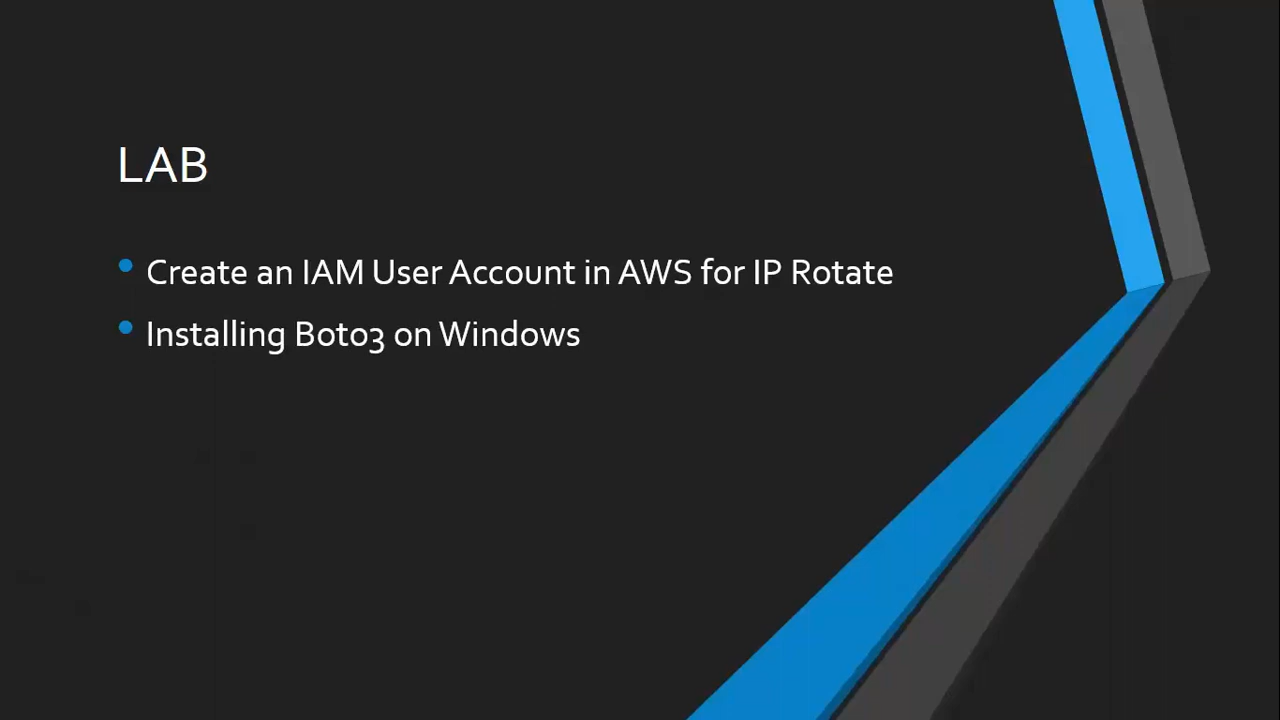 LAB
• Create an IAM User Account in AWS for IP Rotate
• Installing Boto3 on Windows